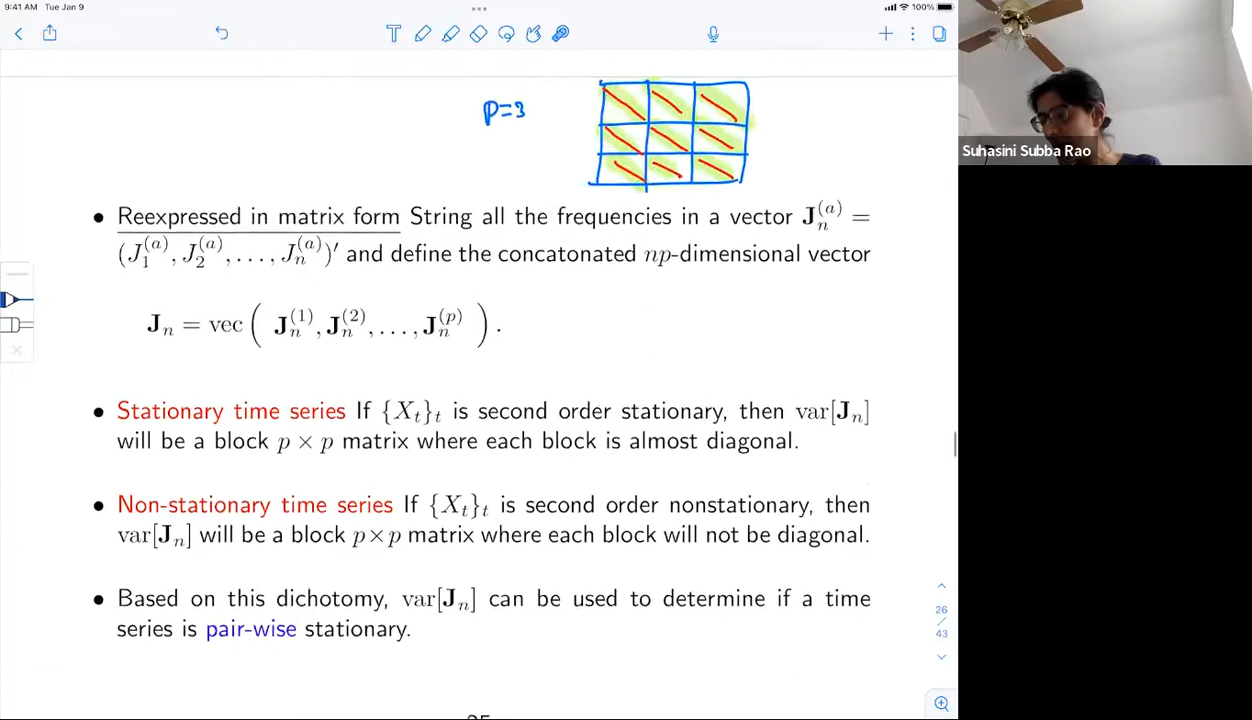 9:41 AM Tue Jan 9
100%
p=3
Suhasini Subba Rao
• Reexpressed in matrix form String all the frequencies in a vector J_n^(a) =
(J_1^(a), J_2^(a), . . . , J_n^(a))′ and define the concatonated np-dimensional vector
J_n = vec ( J_n^(1), J_n^(2), . . . , J_n^(p) ) .
• Stationary time series If {X_t}_t is second order stationary, then var[J_n]
will be a block p × p matrix where each block is almost diagonal.
• Non-stationary time series If {X_t}_t is second order nonstationary, then
var[J_n] will be a block p×p matrix where each block will not be diagonal.
• Based on this dichotomy, var[J_n] can be used to determine if a time
series is pair-wise stationary.
26
/
43